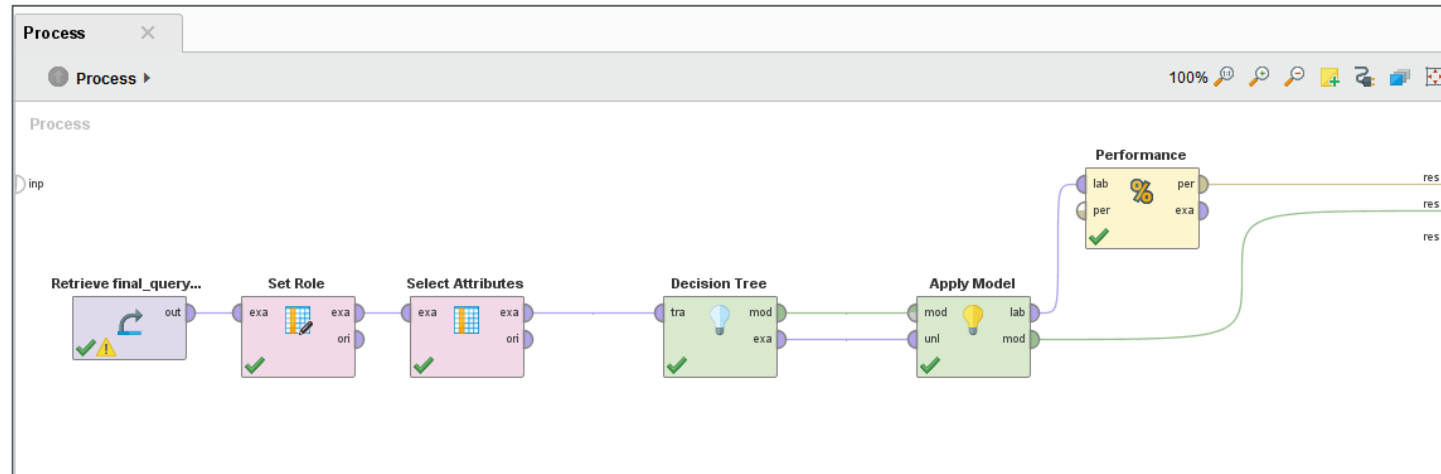 Process
Process
100%
Process
inp
Performance
lab per
per exa
res
res
res
Retrieve final_query...
out
Set Role
exa exa
ori
Select Attributes
exa exa
ori
Decision Tree
tra mod
exa
Apply Model
mod lab
unl mod